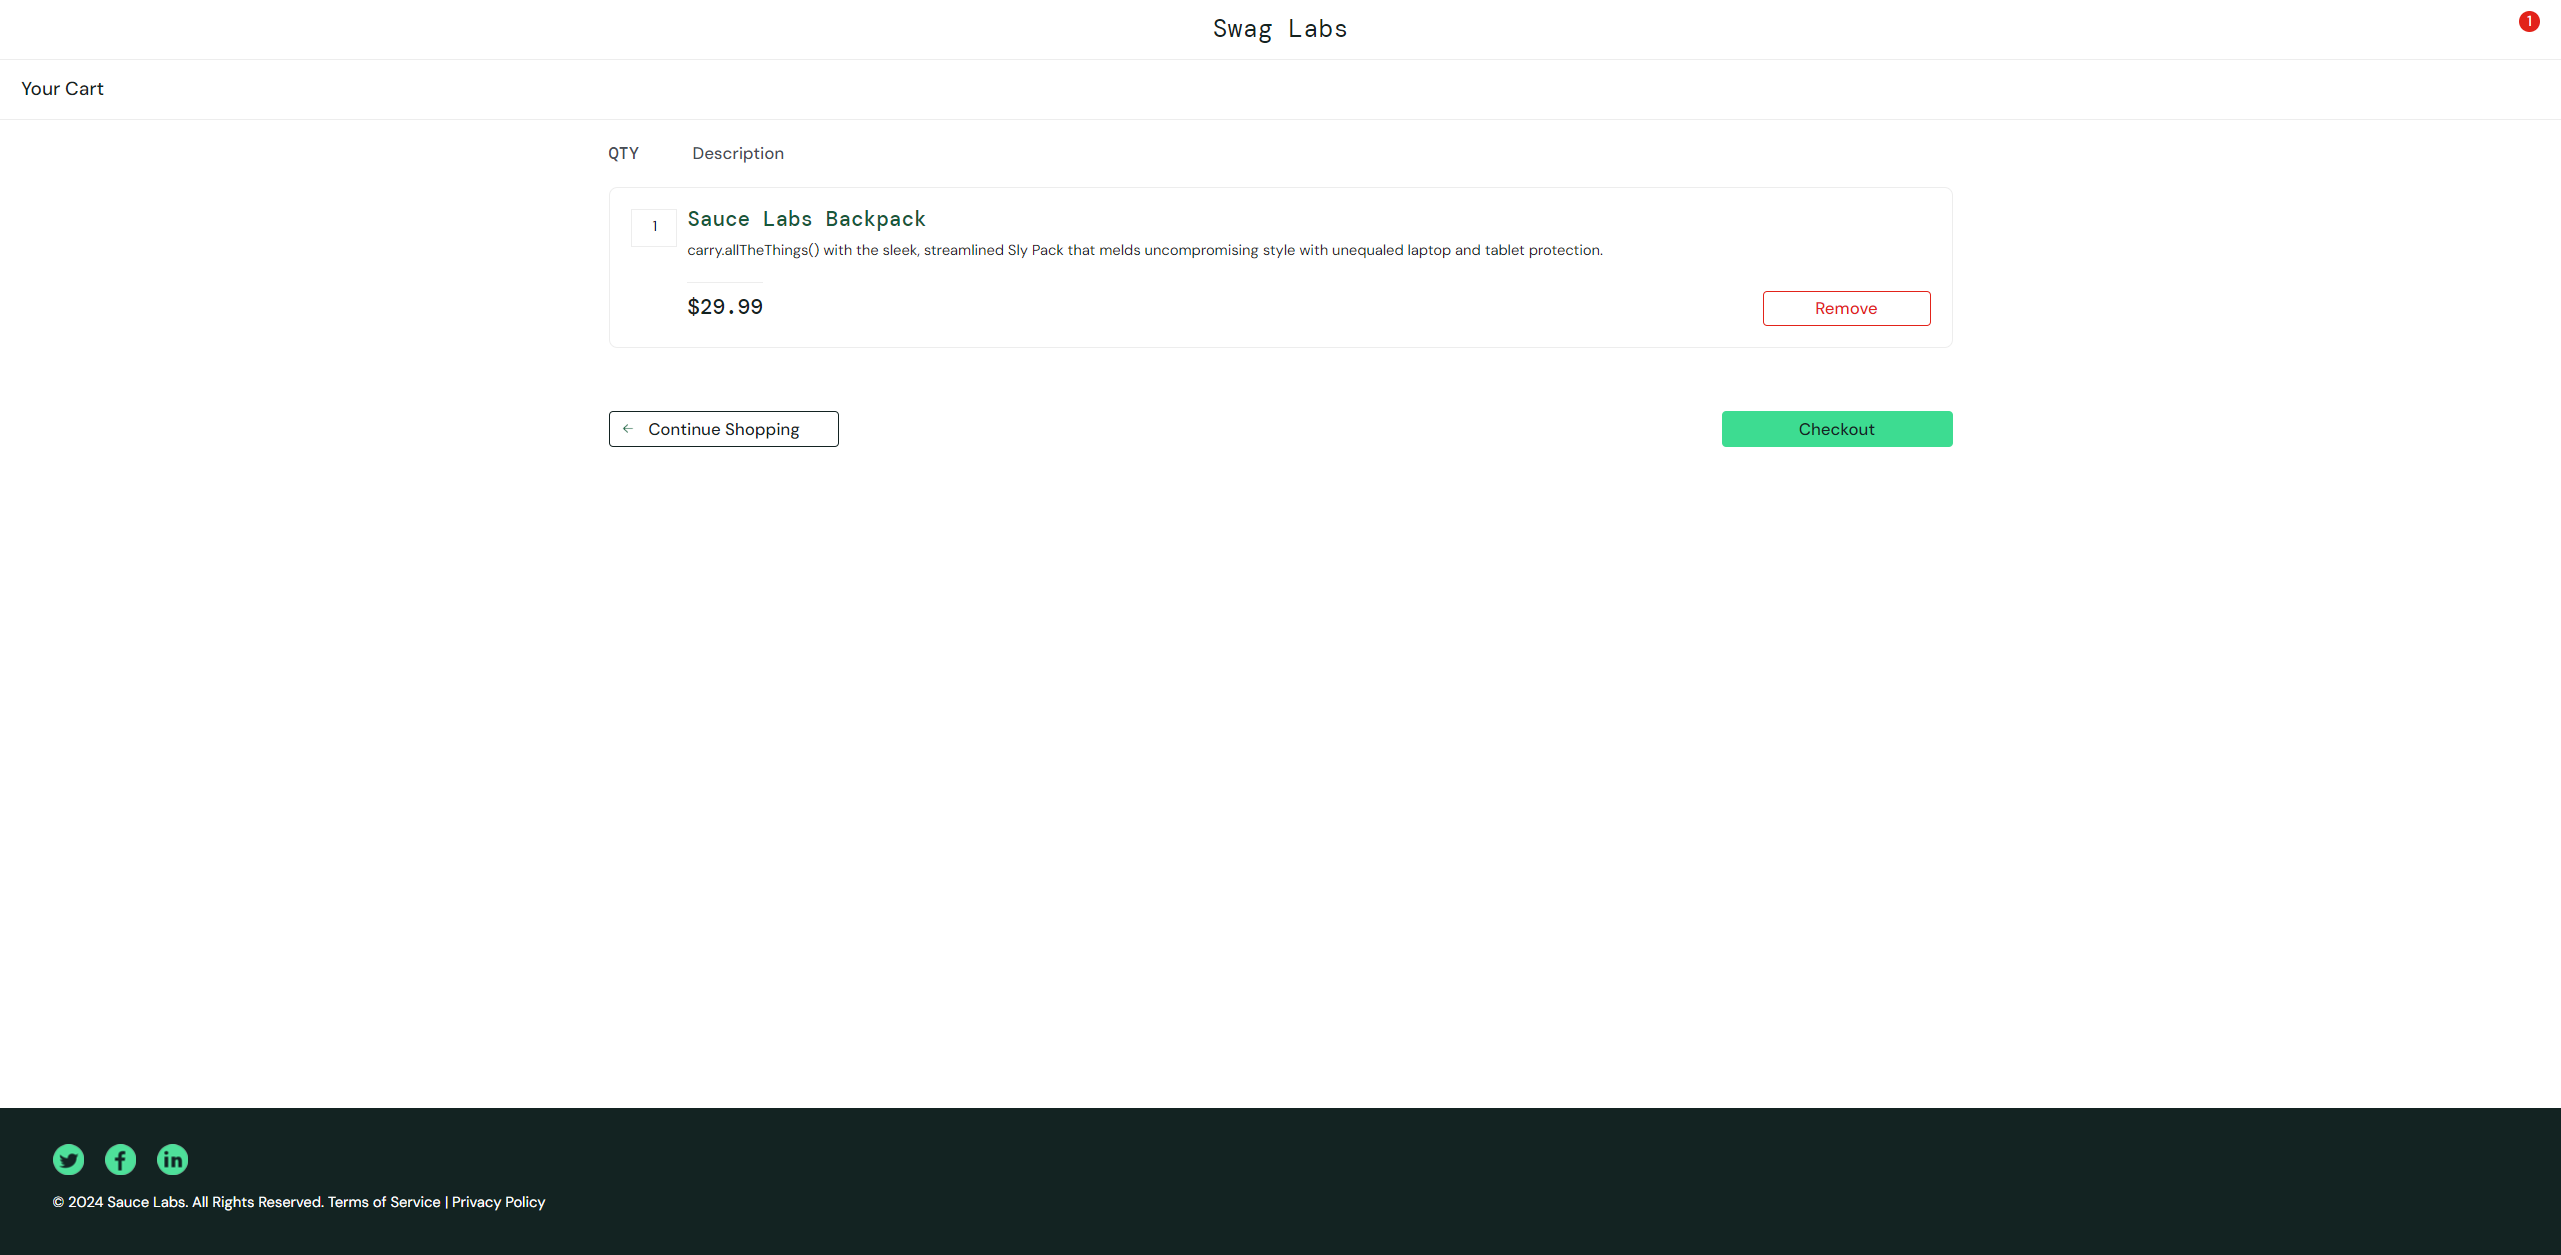 Swag Labs
1
Your Cart
QTY Description
1
Sauce Labs Backpack
carry.allTheThings() with the sleek, streamlined Sly Pack that melds uncompromising style with unequaled laptop and tablet protection.
$29.99
Remove
Continue Shopping
Checkout
© 2024 Sauce Labs. All Rights Reserved. Terms of Service | Privacy Policy